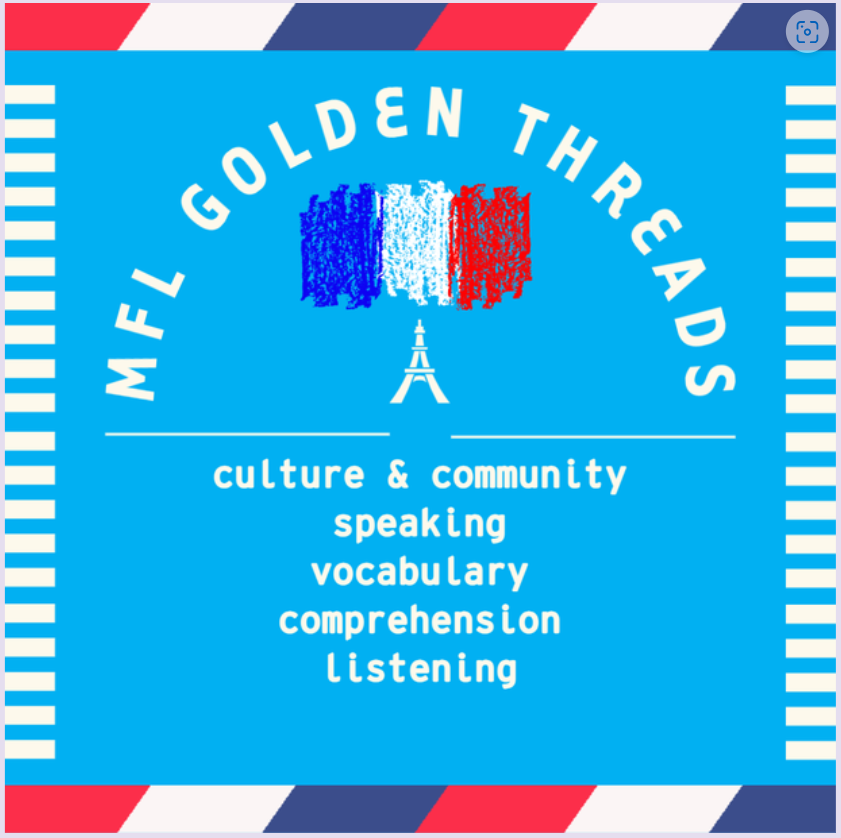 MFL GOLDEN THREADS
culture & community
speaking
vocabulary
comprehension
listening